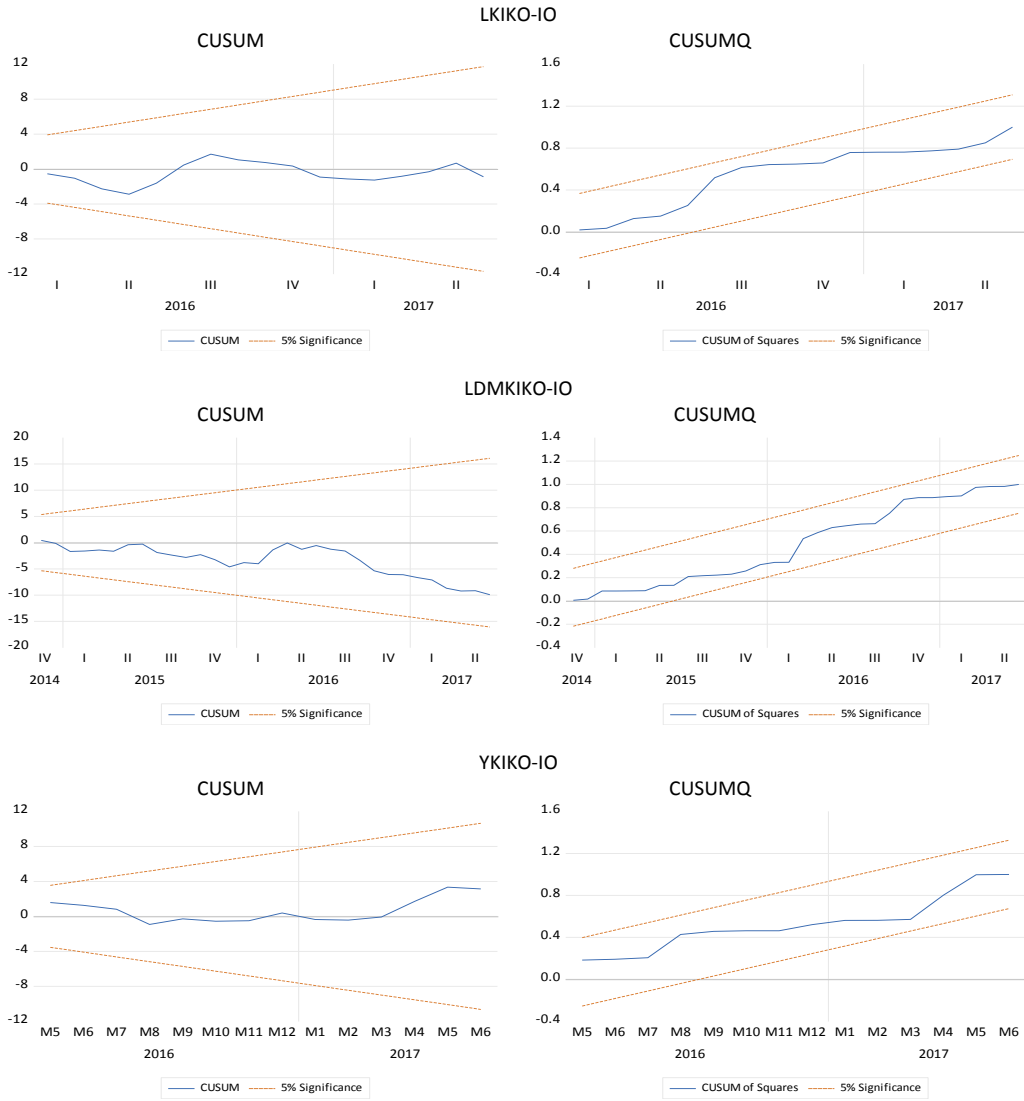 LKIKO-IO
CUSUM
12
8
4
0
-4
-8
-12
I II III IV I II
2016 2017
CUSUM 5% Significance
CUSUMQ
1.6
1.2
0.8
0.4
0.0
-0.4
I II III IV I II
2016 2017
CUSUM of Squares 5% Significance
LDMKIKO-IO
CUSUM
20
15
10
5
0
-5
-10
-15
-20
IV I II III IV I II III IV I II
2014 2015 2016 2017
CUSUM 5% Significance
CUSUMQ
1.4
1.2
1.0
0.8
0.6
0.4
0.2
0.0
-0.2
-0.4
IV I II III IV I II III IV I II
2014 2015 2016 2017
CUSUM of Squares 5% Significance
YKIKO-IO
CUSUM
12
8
4
0
-4
-8
-12
M5 M6 M7 M8 M9 M10 M11 M12 M1 M2 M3 M4 M5 M6
2016 2017
CUSUM 5% Significance
CUSUMQ
1.6
1.2
0.8
0.4
0.0
-0.4
M5 M6 M7 M8 M9 M10 M11 M12 M1 M2 M3 M4 M5 M6
2016 2017
CUSUM of Squares 5% Significance